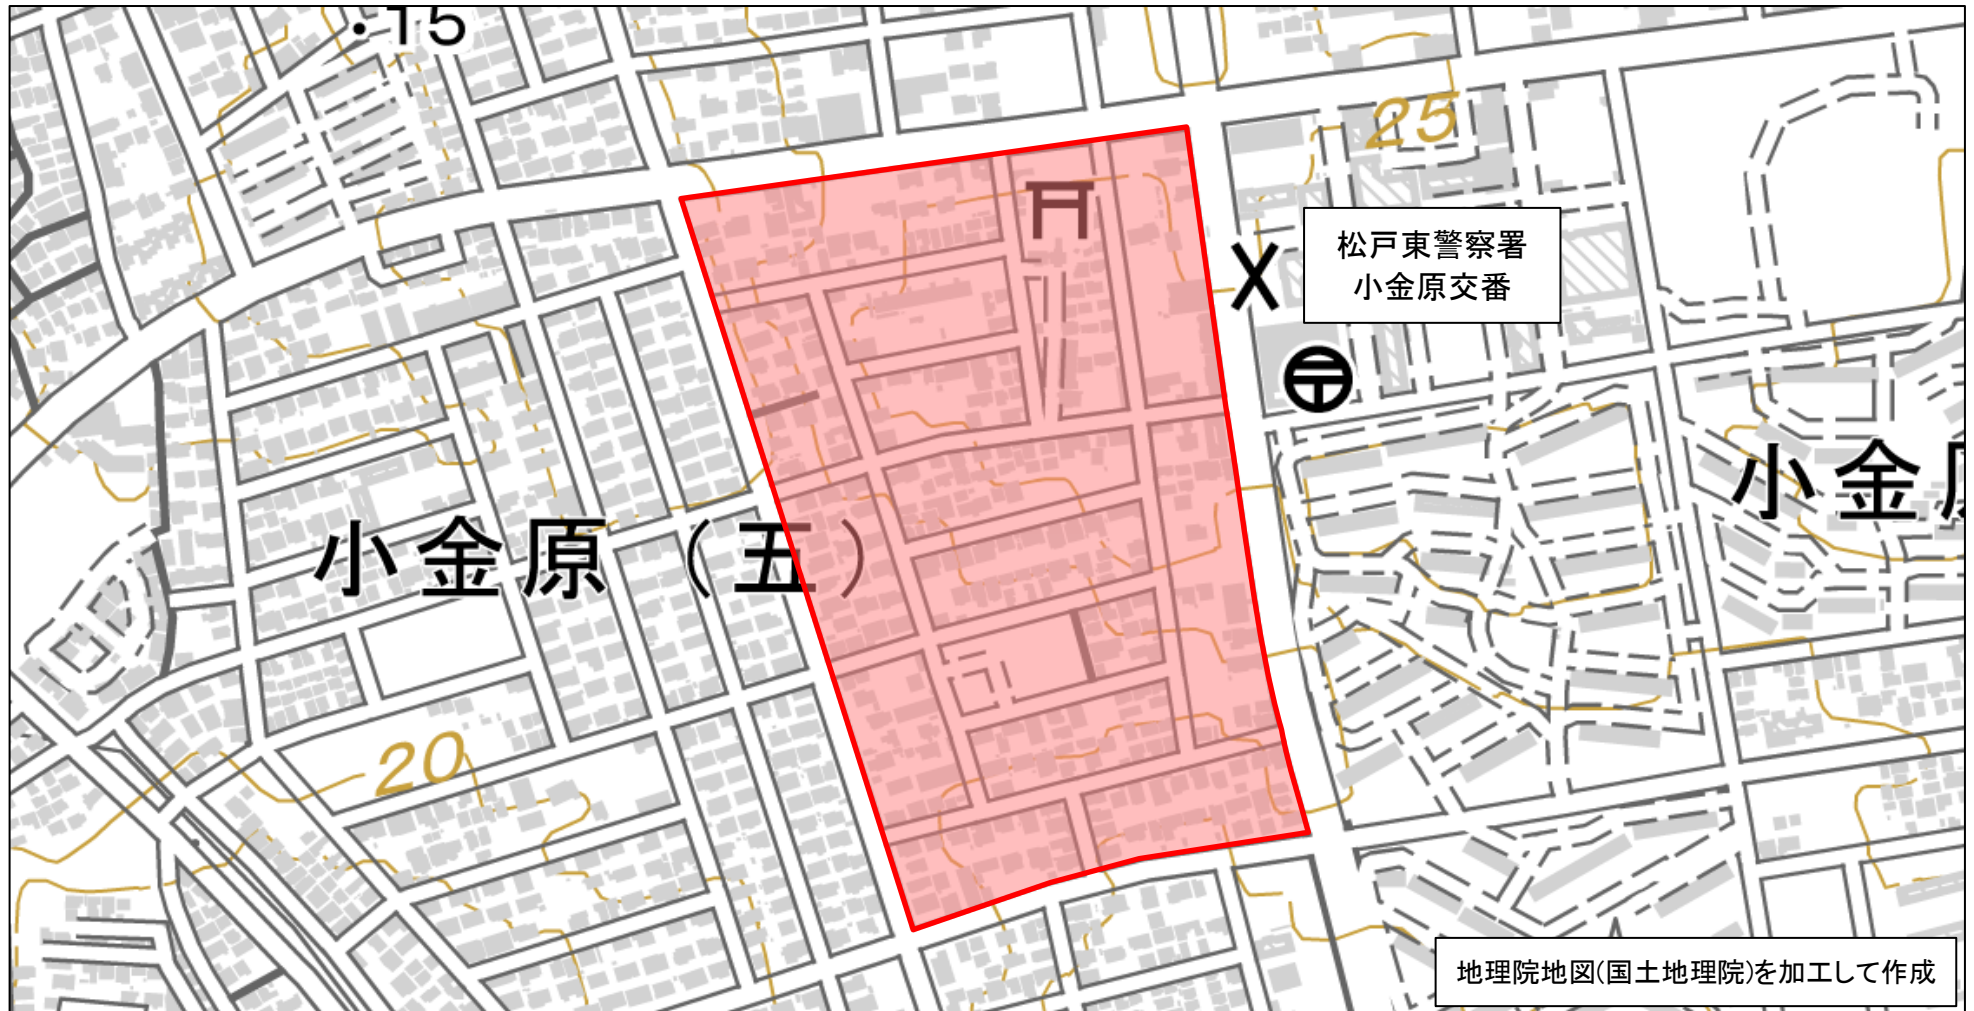 ・15
25
松戸東警察署
小金原交番
小金原
小金原（五）
20
地理院地図(国土地理院)を加工して作成